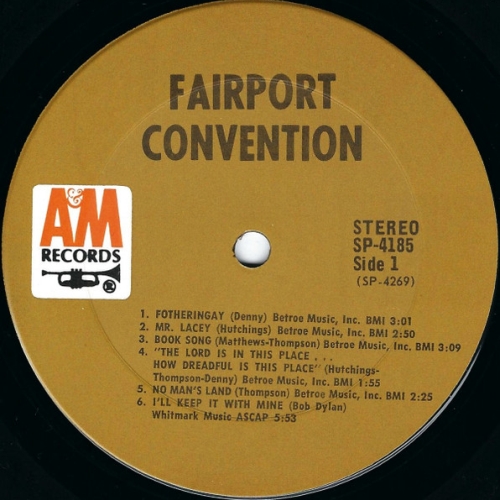 FAIRPORT
CONVENTION
A&M
RECORDS
®
STEREO
SP-4185
Side 1
(SP-4269)
1. FOTHERINGAY (Denny) Betroe Music, Inc. BMI 3:01
2. MR. LACEY (Hutchings) Betroe Music, Inc. BMI 2:50
3. BOOK SONG (Matthews-Thompson) Betroe Music, Inc. BMI 3:09
4. "THE LORD IS IN THIS PLACE . . .
HOW DREADFUL IS THIS PLACE" (Hutchings-
Thompson-Denny) Betroe Music, Inc. BMI 1:55
5. NO MAN'S LAND (Thompson) Betroe Music, Inc. BMI 2:25
6. I'LL KEEP IT WITH MINE (Bob Dylan)
Whitmark Music ASCAP 5:53